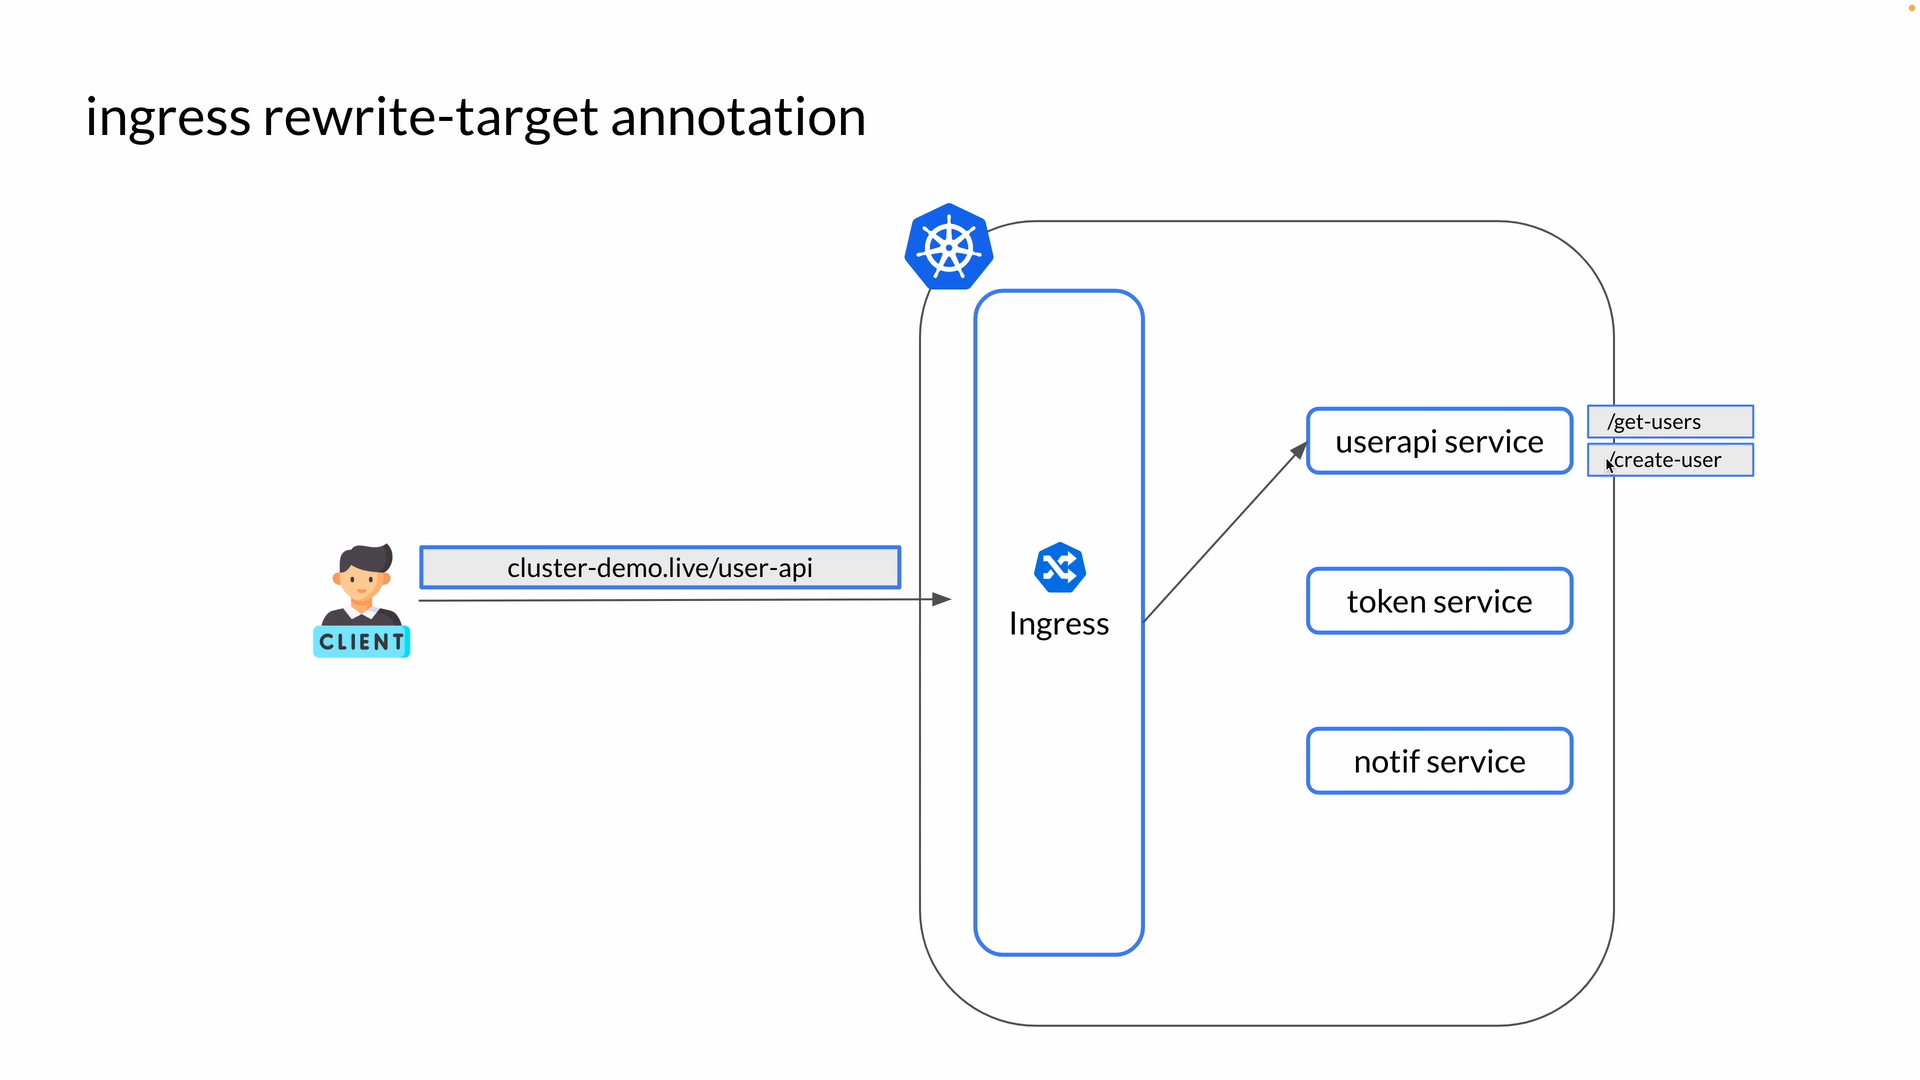 ingress rewrite-target annotation
cluster-demo.live/user-api
CLIENT
Ingress
userapi service
/get-users
/create-user
token service
notif service